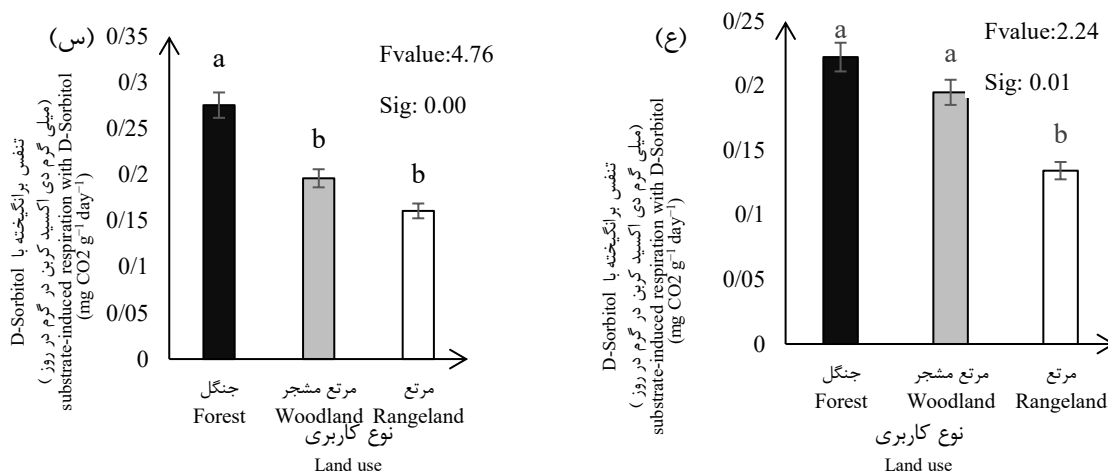 (س)
Fvalue:4.76
Sig: 0.00
0/35
0/3
0/25
0/2
0/15
0/1
0/05
0
a
b
b
تنفس برانگیخته با D-Sorbitol
(میلی گرم دی اکسید کربن در گرم در روز )
substrate-induced respiration with D-Sorbitol
(mg CO2 g⁻¹ day⁻¹)
جنگل
مرتع مشجر
مرتع
Forest
Woodland
Rangeland
نوع کاربری
Land use
(ع)
Fvalue:2.24
Sig: 0.01
0/25
0/2
0/15
0/1
0/05
0
a
a
b
تنفس برانگیخته با D-Sorbitol
(میلی گرم دی اکسید کربن در گرم در روز )
substrate-induced respiration with D-Sorbitol
(mg CO2 g⁻¹ day⁻¹)
جنگل
مرتع مشجر
مرتع
Forest
Woodland
Rangeland
نوع کاربری
Land use